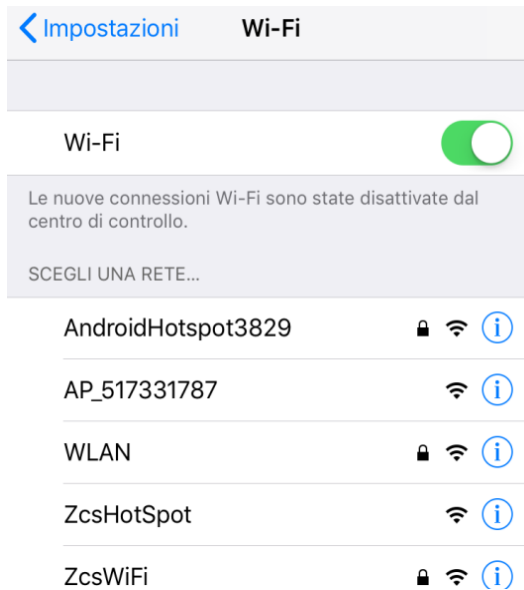 Impostazioni Wi-Fi
Wi-Fi
Le nuove connessioni Wi-Fi sono state disattivate dal
centro di controllo.
SCEGLI UNA RETE...
AndroidHotspot3829
AP_517331787
WLAN
ZcsHotSpot
ZcsWiFi